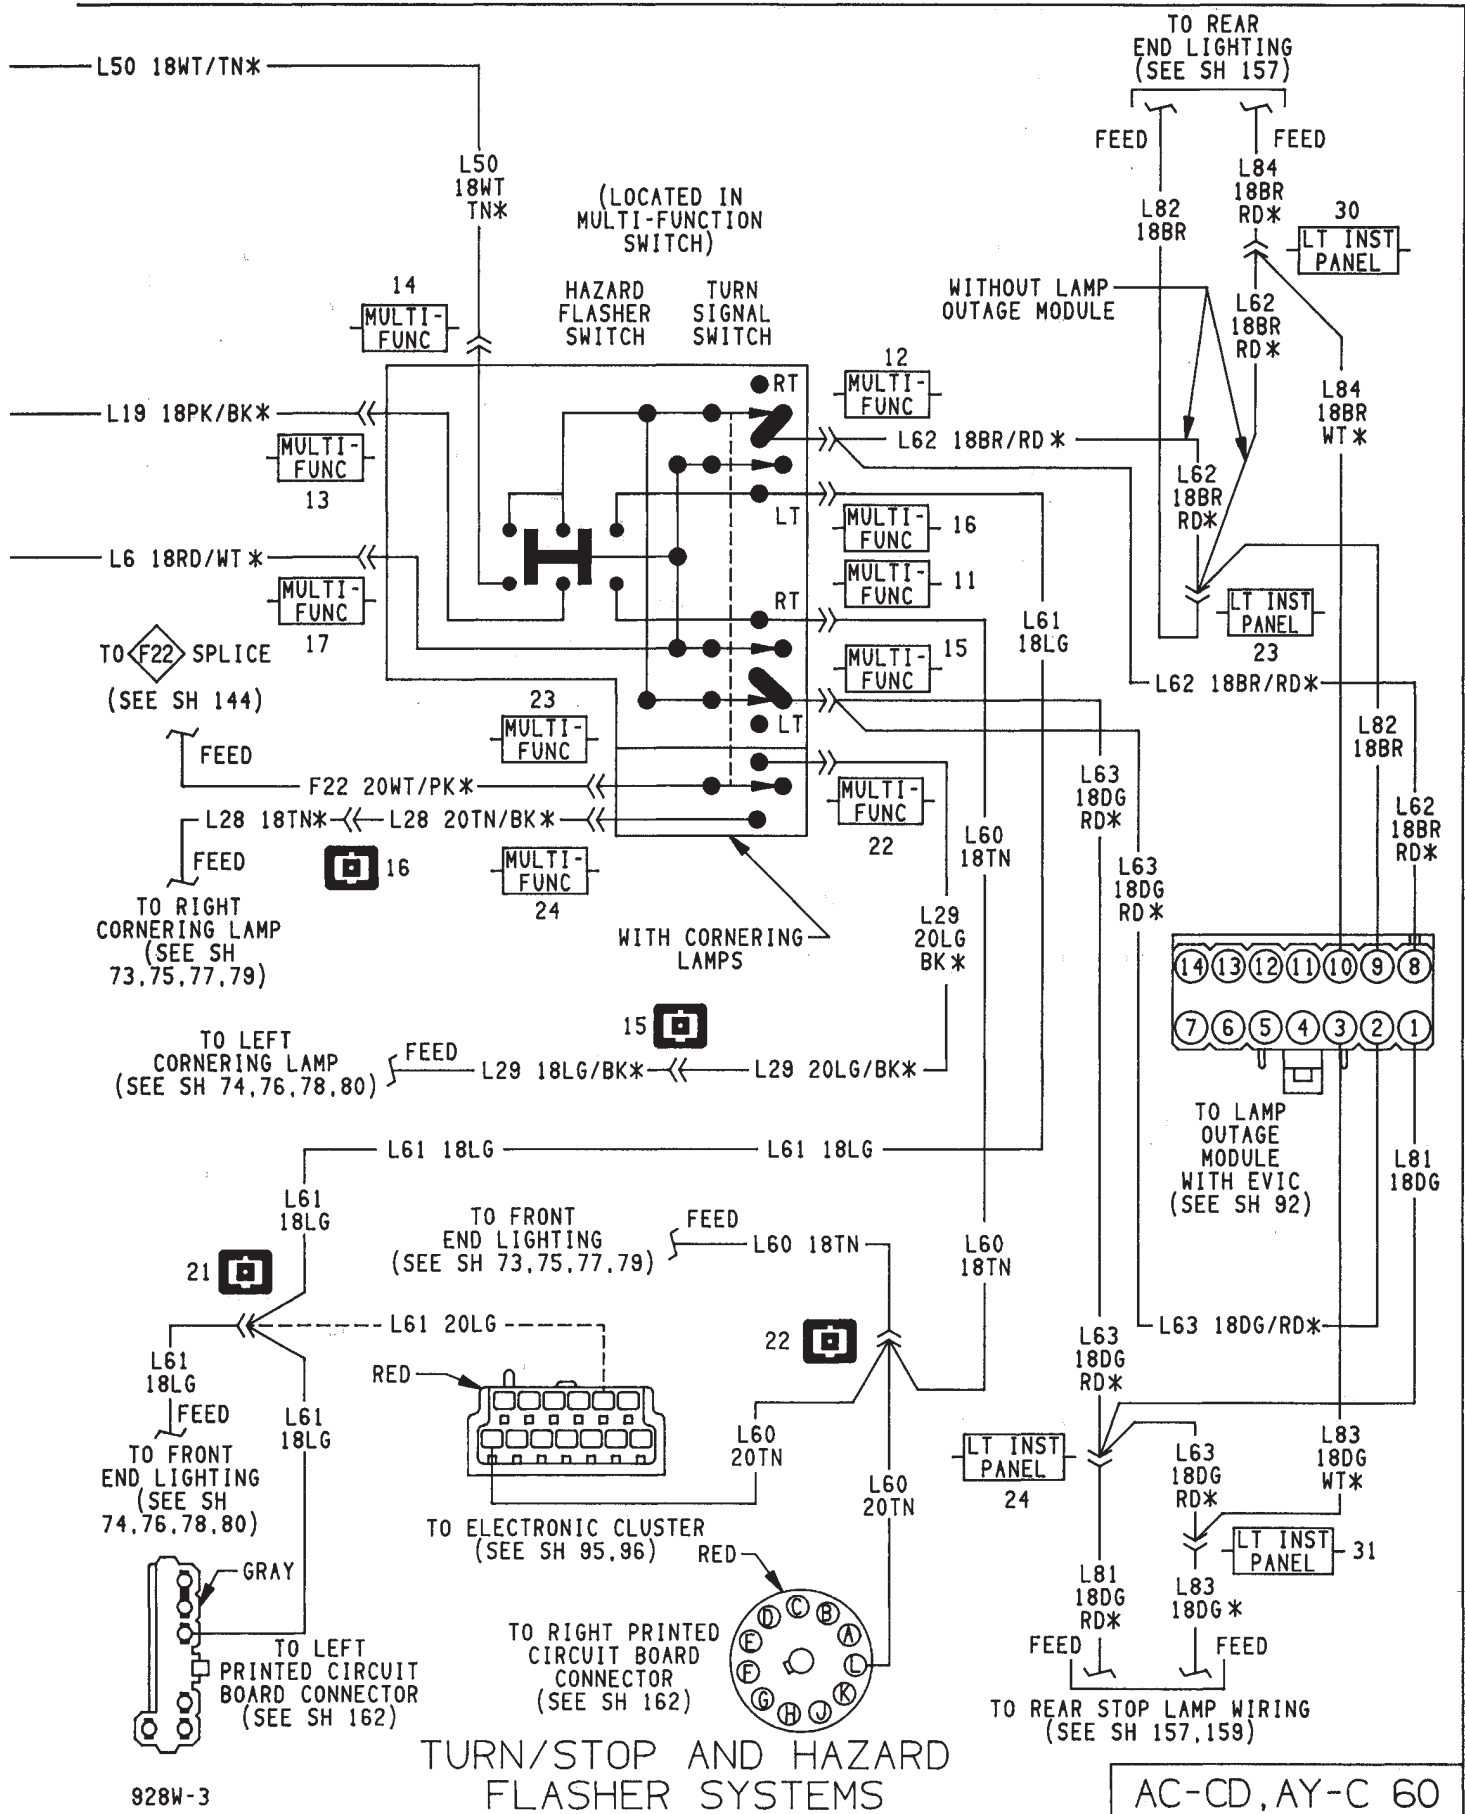 TO REAR
END LIGHTING
(SEE SH 157)
L50 18WT/TN*
FEED
FEED
L50
18WT
TN*
L84
18BR
RD*
(LOCATED IN
MULTI-FUNCTION
SWITCH)
L82
18BR
30
LT INST
PANEL
14
MULTI-
FUNC
HAZARD
FLASHER
SWITCH
TURN
SIGNAL
SWITCH
WITHOUT LAMP
OUTAGE MODULE
L62
18BR
RD*
12
MULTI-
FUNC
RT
L84
18BR
WT*
L19 18PK/BK*
L62 18BR/RD*
MULTI-
FUNC
13
L62
18BR
RD*
LT
MULTI-
FUNC
16
L6 18RD/WT*
MULTI-
FUNC
11
MULTI-
FUNC
17
RT
L61
18LG
LT INST
PANEL
23
TO F22 SPLICE
(SEE SH 144)
MULTI-
FUNC
15
L62 18BR/RD*
23
MULTI-
FUNC
LT
L82
18BR
FEED
F22 20WT/PK*
L63
18DG
RD*
MULTI-
FUNC
22
L62
18BR
RD*
L28 18TN*
L28 20TN/BK*
L60
18TN
FEED
16
MULTI-
FUNC
24
L63
18DG
RD*
TO RIGHT
CORNERING LAMP
(SEE SH
73,75,77,79)
WITH CORNERING
LAMPS
L29
20LG
BK*
14 13 12 11 10 9 8
7 6 5 4 3 2 1
15
TO LEFT
CORNERING LAMP
(SEE SH 74,76,78,80)
FEED
L29 18LG/BK*
L29 20LG/BK*
TO LAMP
OUTAGE
MODULE
WITH EVIC
(SEE SH 92)
L81
18DG
L61 18LG
L61 18LG
L61
18LG
TO FRONT
END LIGHTING
(SEE SH 73,75,77,79)
FEED
L60 18TN
L60
18TN
21
L61 20LG
22
L63 18DG/RD*
L63
18DG
RD*
L61
18LG
RED
FEED
L61
18LG
TO FRONT
END LIGHTING
(SEE SH
74,76,78,80)
L60
20TN
L60
20TN
LT INST
PANEL
24
L63
18DG
RD*
L83
18DG
WT*
TO ELECTRONIC CLUSTER
(SEE SH 95,96)
RED
LT INST
PANEL
31
GRAY
L81
18DG
RD*
L83
18DG*
C
D
B
E
A
F
L
G
K
H
J
TO RIGHT PRINTED
CIRCUIT BOARD
CONNECTOR
(SEE SH 162)
TO LEFT
PRINTED CIRCUIT
BOARD CONNECTOR
(SEE SH 162)
FEED
FEED
TO REAR STOP LAMP WIRING
(SEE SH 157,159)
TURN/STOP AND HAZARD
FLASHER SYSTEMS
928W-3
AC-CD,AY-C 60